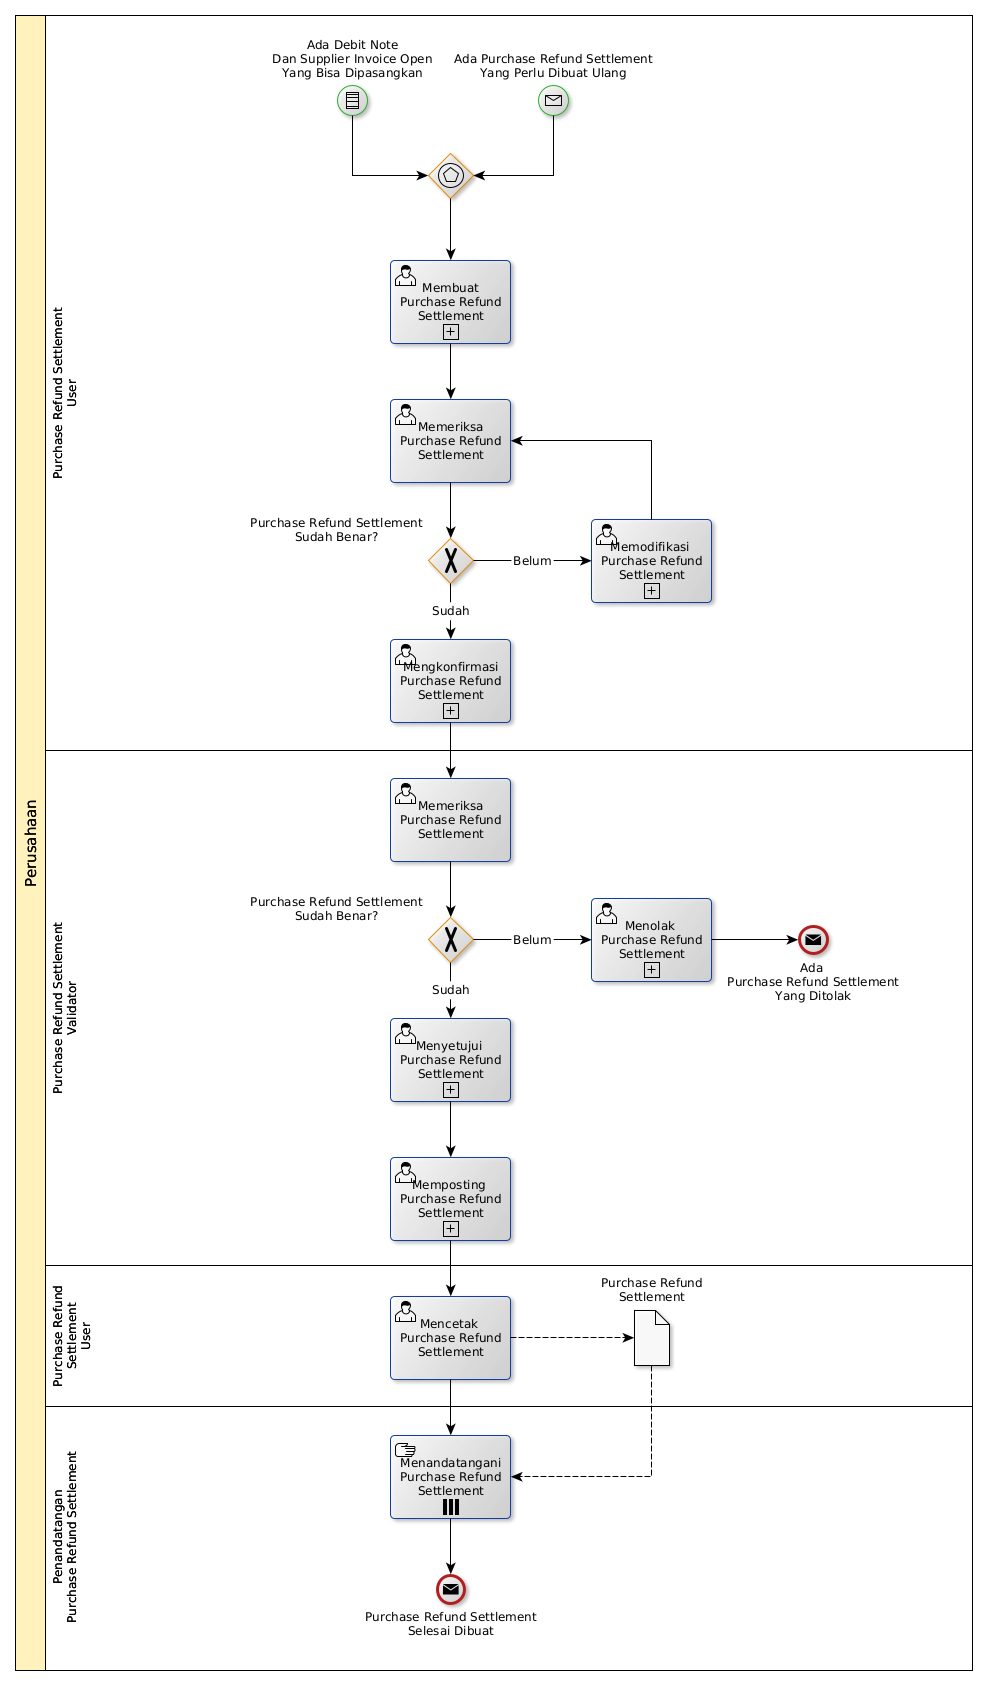 Perusahaan
Purchase Refund Settlement
User
Ada Debit Note
Dan Supplier Invoice Open
Yang Bisa Dipasangkan
Ada Purchase Refund Settlement
Yang Perlu Dibuat Ulang
Membuat
Purchase Refund
Settlement
Memeriksa
Purchase Refund
Settlement
Purchase Refund Settlement
Sudah Benar?
Belum
Memodifikasi
Purchase Refund
Settlement
Sudah
Mengkonfirmasi
Purchase Refund
Settlement
Purchase Refund Settlement
Validator
Memeriksa
Purchase Refund
Settlement
Purchase Refund Settlement
Sudah Benar?
Belum
Menolak
Purchase Refund
Settlement
Ada
Purchase Refund Settlement
Yang Ditolak
Sudah
Menyetujui
Purchase Refund
Settlement
Memposting
Purchase Refund
Settlement
Purchase Refund
Settlement
User
Mencetak
Purchase Refund
Settlement
Purchase Refund
Settlement
Penandatangan
Purchase Refund Settlement
Menandatangani
Purchase Refund
Settlement
Purchase Refund Settlement
Selesai Dibuat